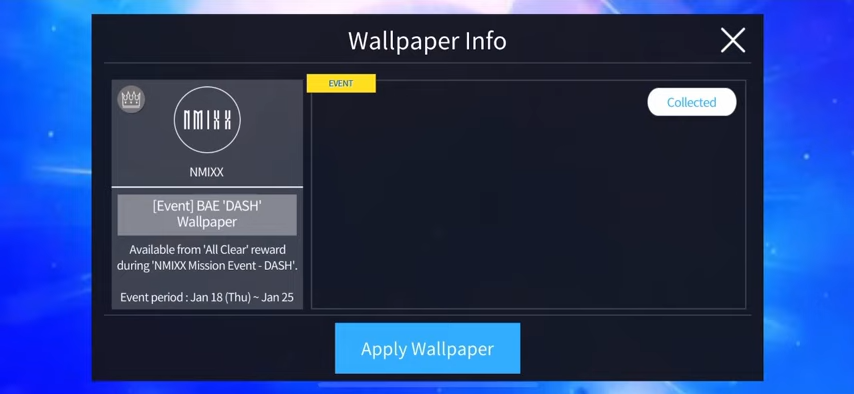 Wallpaper Info
EVENT
Collected
NMIXX
NMIXX
[Event] BAE 'DASH'
Wallpaper
Available from 'All Clear' reward
during 'NMIXX Mission Event - DASH'.
Event period : Jan 18 (Thu) ~ Jan 25
Apply Wallpaper